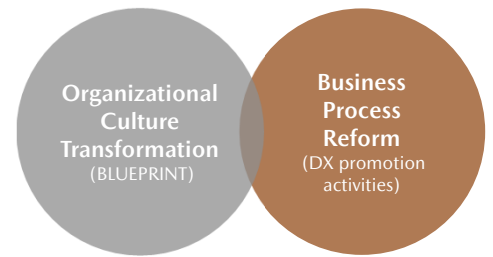 Organizational
Culture
Transformation
(BLUEPRINT)
Business
Process
Reform
(DX promotion
activities)